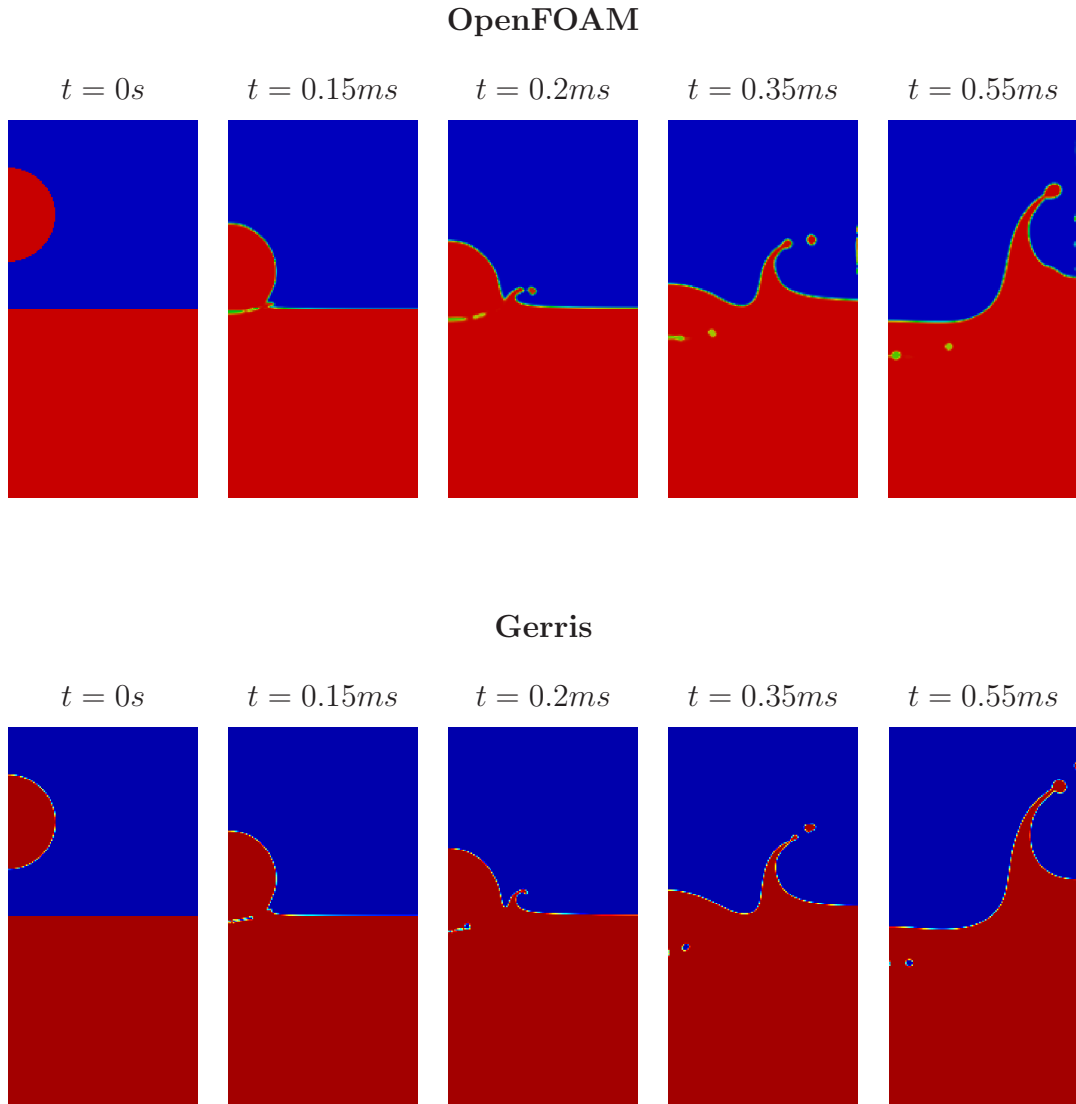 OpenFOAM
t = 0s t = 0.15ms t = 0.2ms t = 0.35ms t = 0.55ms
Gerris
t = 0s t = 0.15ms t = 0.2ms t = 0.35ms t = 0.55ms